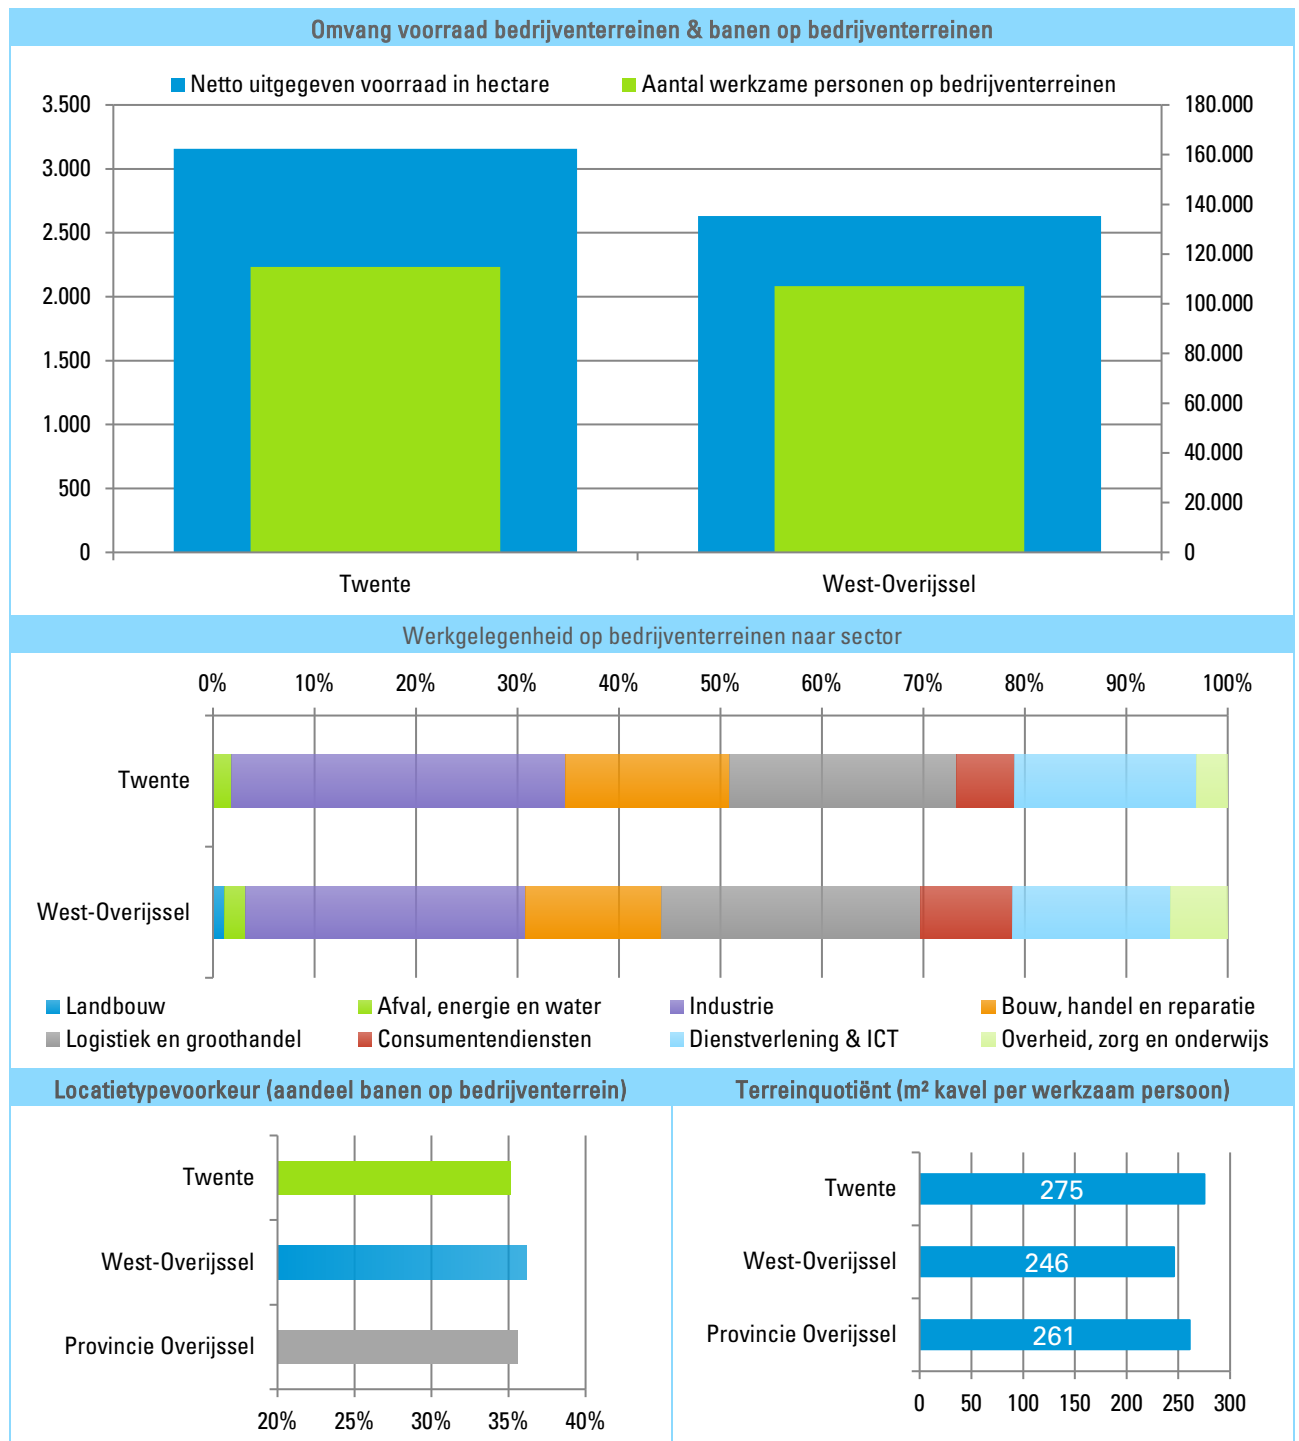 Omvang voorraad bedrijventerreinen & banen op bedrijventerreinen
Netto uitgegeven voorraad in hectare Aantal werkzame personen op bedrijventerreinen
3.500 180.000
3.000 160.000
2.500 140.000
2.000 120.000
1.500 100.000
1.000 80.000
500 60.000
0 40.000
20.000
0
Twente West-Overijssel
Werkgelegenheid op bedrijventerreinen naar sector
0% 10% 20% 30% 40% 50% 60% 70% 80% 90% 100%
Twente
West-Overijssel
Landbouw Afval, energie en water Industrie Bouw, handel en reparatie
Logistiek en groothandel Consumentendiensten Dienstverlening & ICT Overheid, zorg en onderwijs
Locatietypevoorkeur (aandeel banen op bedrijventerrein)
Twente
West-Overijssel
Provincie Overijssel
20% 25% 30% 35% 40%
Terreinquotiënt (m² kavel per werkzaam persoon)
Twente 275
West-Overijssel 246
Provincie Overijssel 261
0 50 100 150 200 250 300